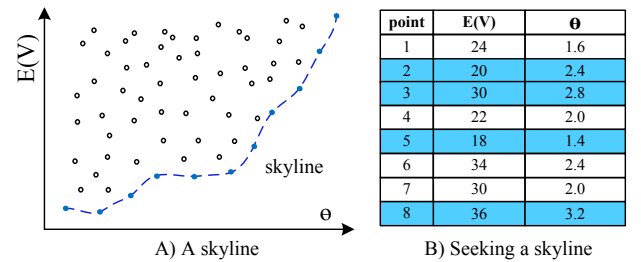 E(V)
skyline
ɵ
A) A skyline
point E(V) ɵ
1 24 1.6
2 20 2.4
3 30 2.8
4 22 2.0
5 18 1.4
6 34 2.4
7 30 2.0
8 36 3.2
B) Seeking a skyline